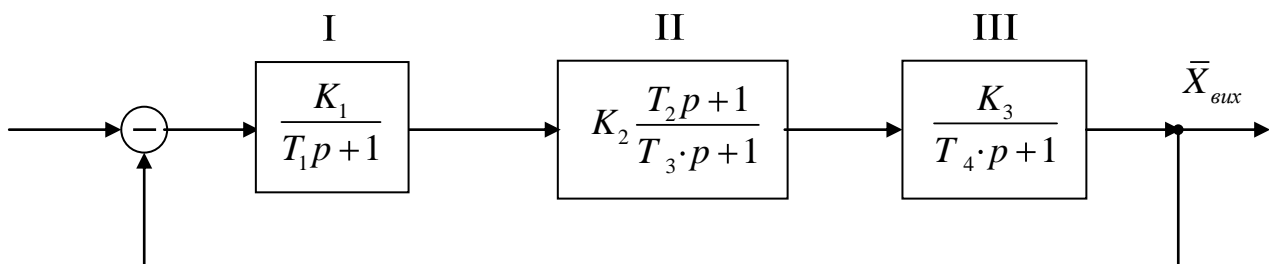 I II III
K₁ / (T₁p + 1)
K₂ (T₂p + 1) / (T₃·p + 1)
K₃ / (T₄·p + 1)
X̄вих
−